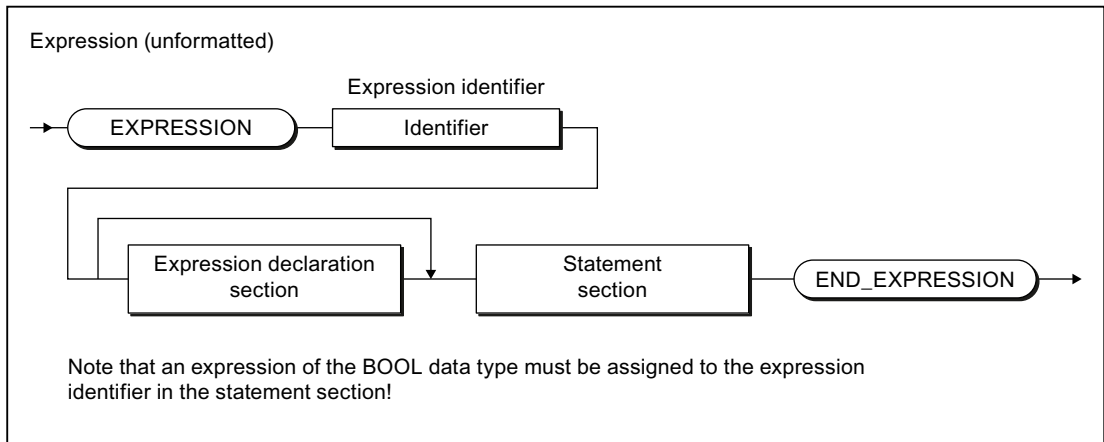 Expression (unformatted)
Expression identifier
EXPRESSION
Identifier
Expression declaration
section
Statement
section
END_EXPRESSION
Note that an expression of the BOOL data type must be assigned to the expression
identifier in the statement section!